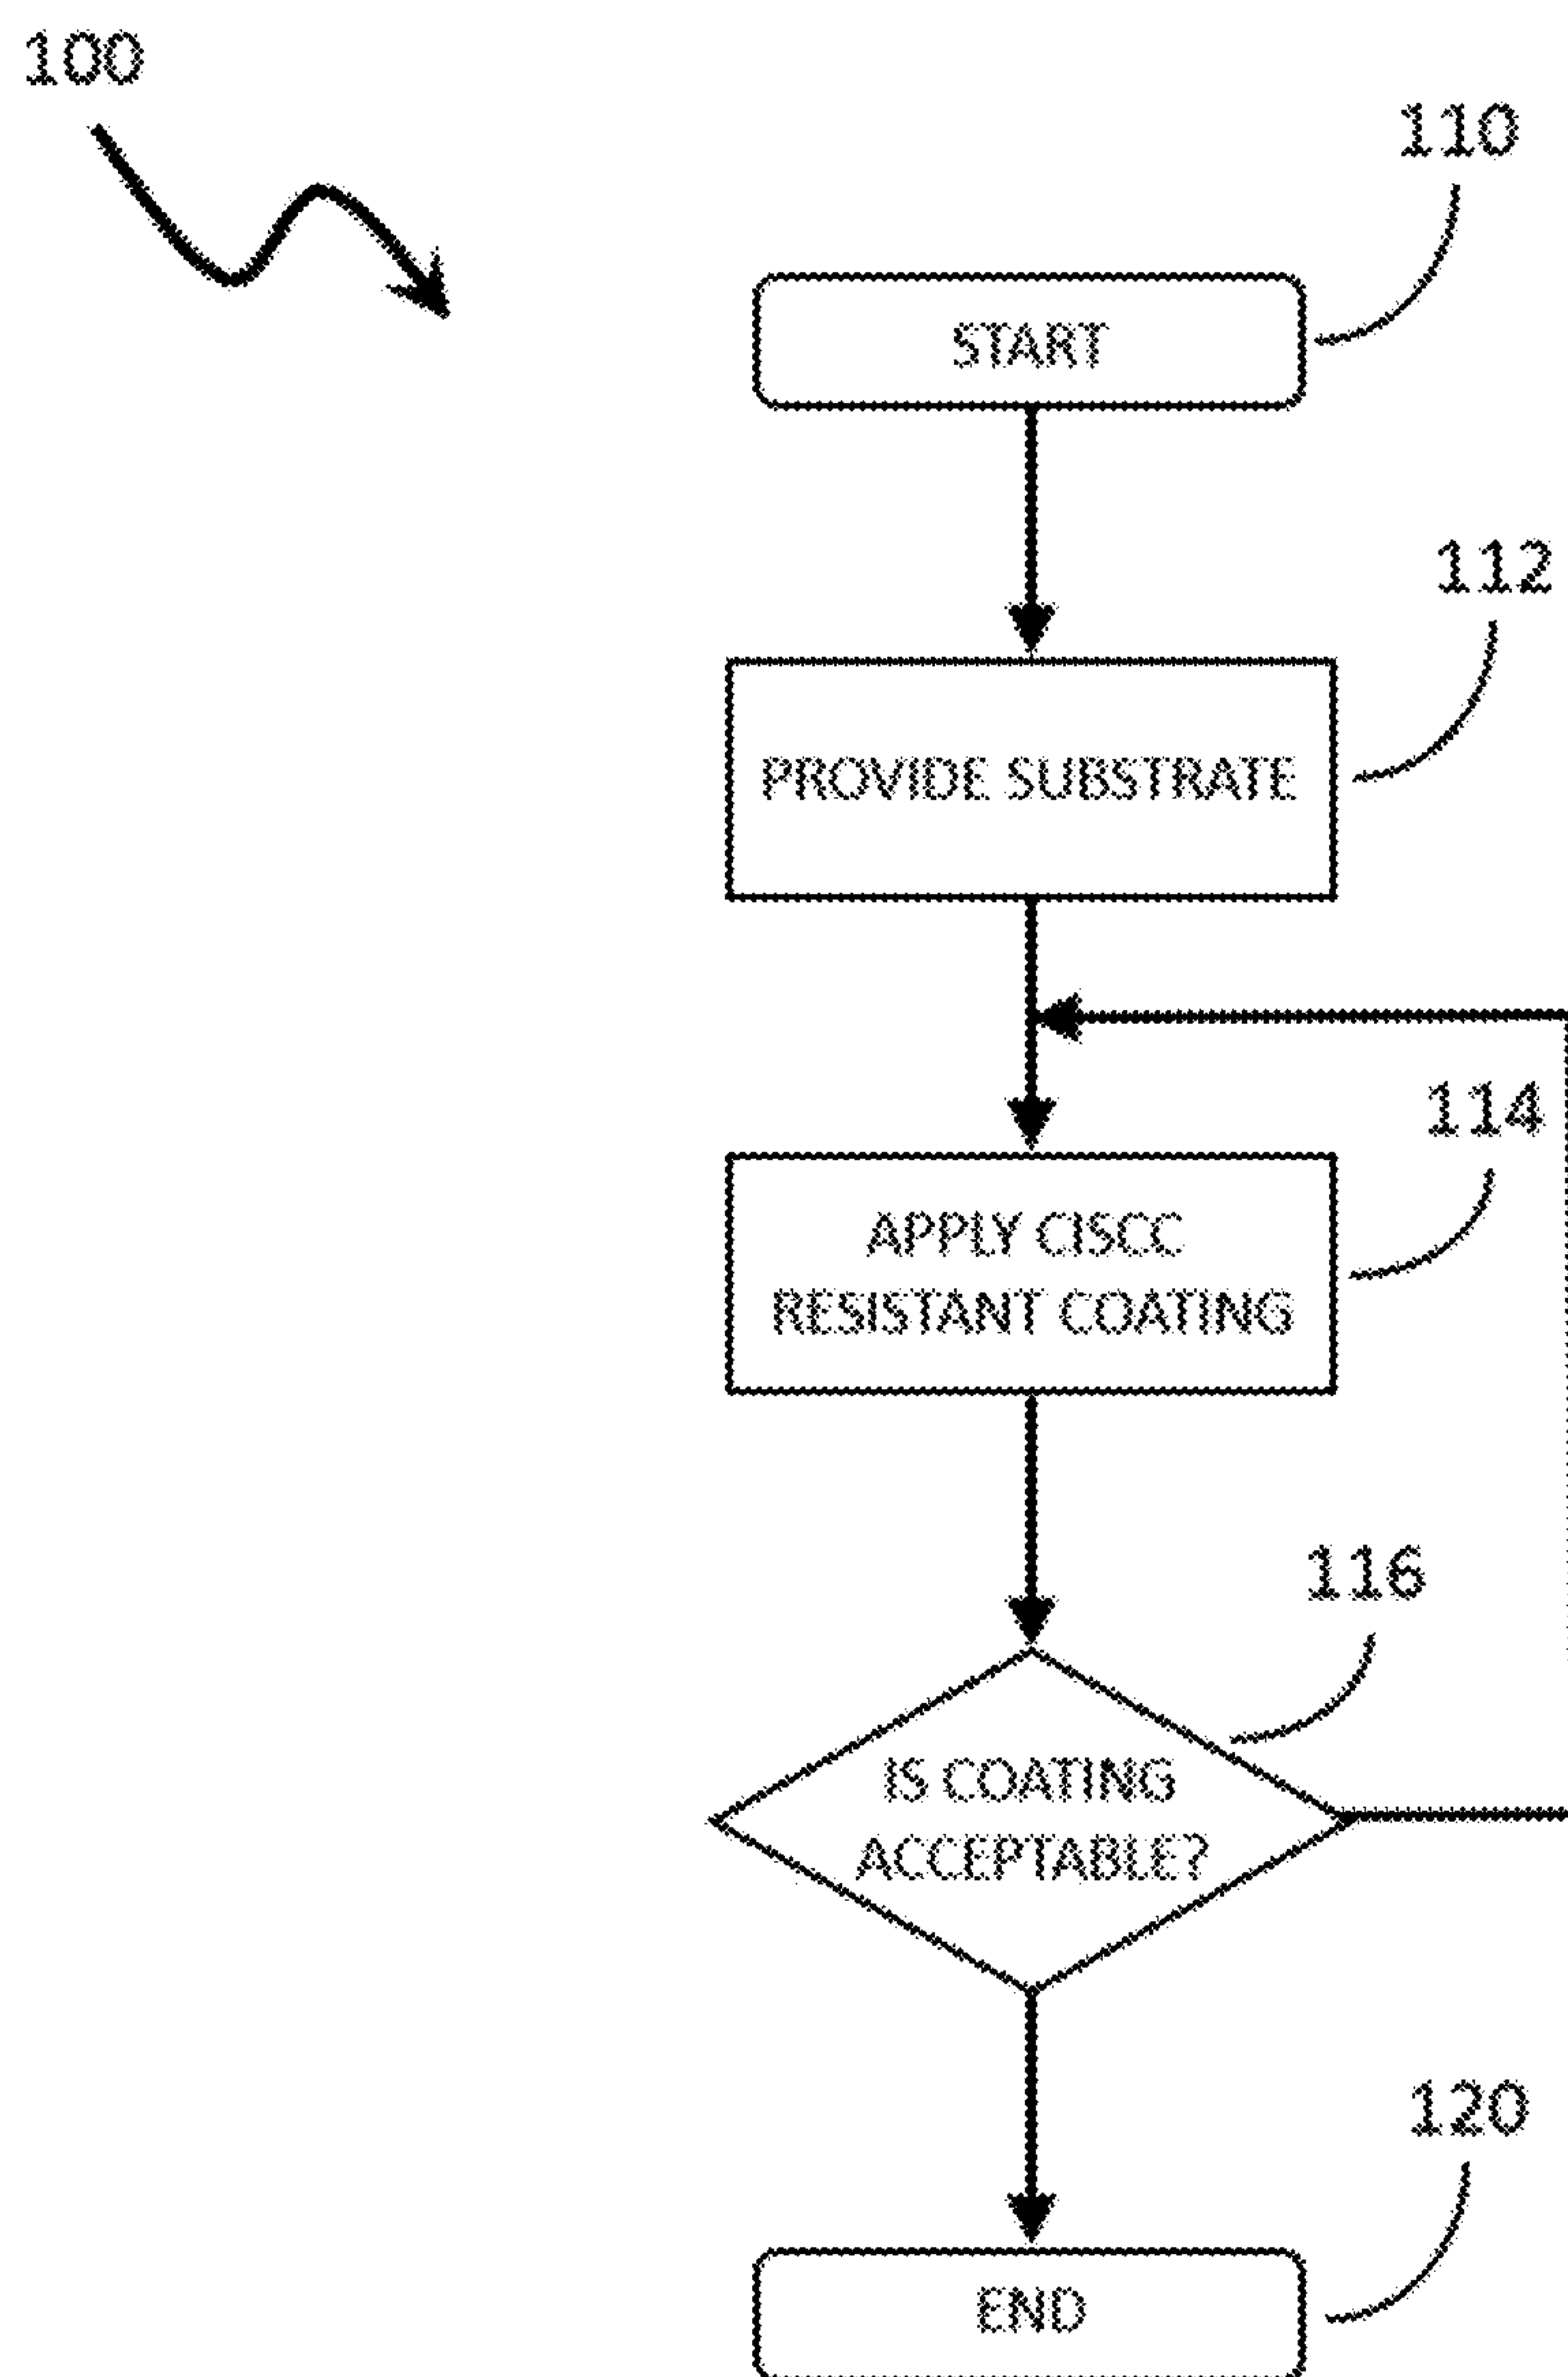 100
110
START
112
PROVIDE SUBSTRATE
114
APPLY CISCC
RESISTANT COATING
116
IS COATING
ACCEPTABLE?
120
END